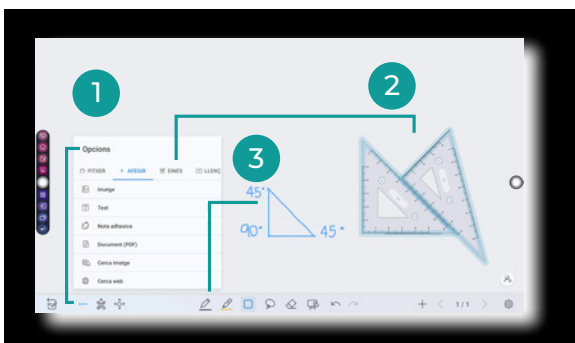 1
2
Opcions
3
FITXER + AFEGIR EINES LLENÇ
Imatge
45°
Text
Nota adhesiva
90° 45°
Document (PDF)
Cerca imatge
Cerca web
1/1